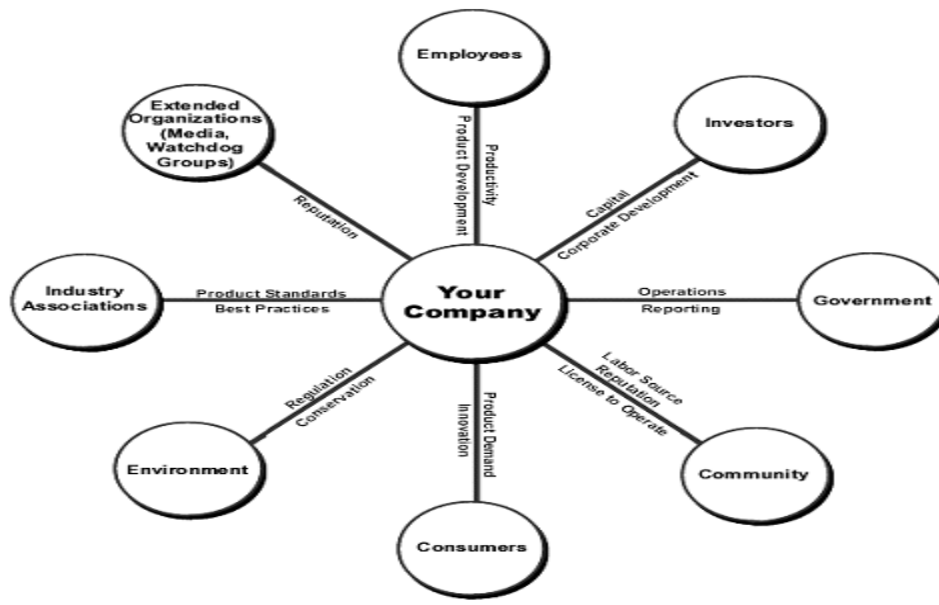 Employees
Extended
Organizations
(Media,
Watchdog
Groups)
Investors
Product Development
Productivity
Reputation
Capital
Corporate Development
Industry
Associations
Product Standards
Best Practices
Your
Company
Operations
Reporting
Government
Regulation
Conservation
Labor Source
Reputation
License to Operate
Innovation
Product Demand
Environment
Community
Consumers